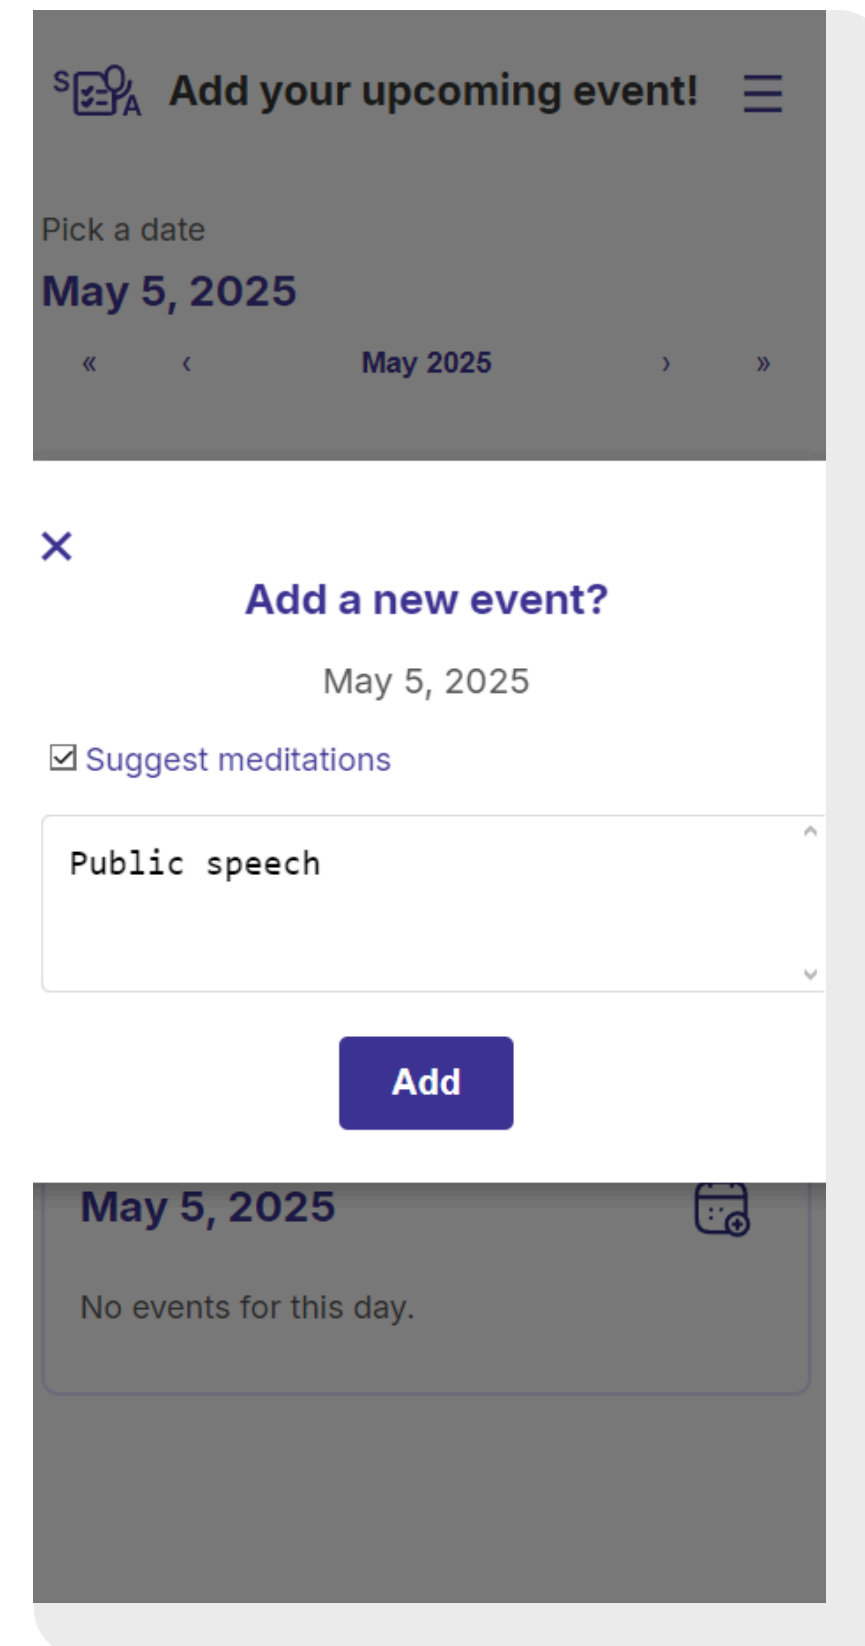 S A Add your upcoming event!
Pick a date
May 5, 2025
« ‹ May 2025 › »
Add a new event?
May 5, 2025
Suggest meditations
Public speech
Add
May 5, 2025
No events for this day.